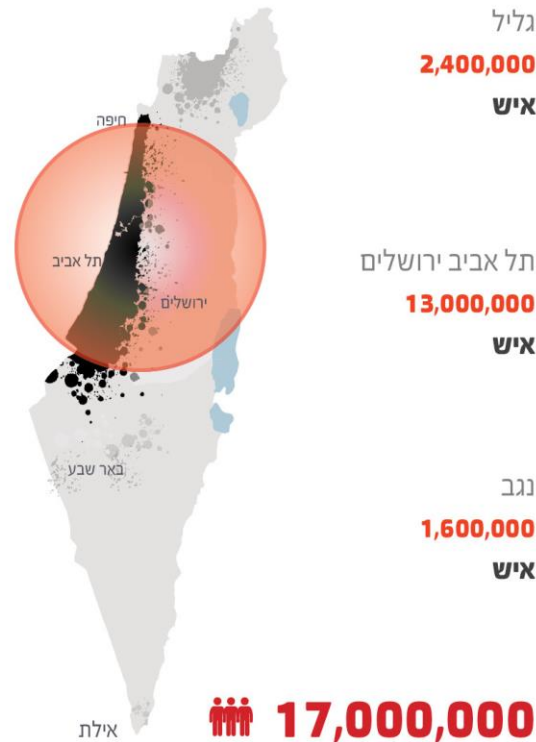 גליל
2,400,000
איש
חיפה
תל אביב
ירושלים
תל אביב ירושלים
13,000,000
איש
נגב
1,600,000
איש
באר שבע
אילת
17,000,000